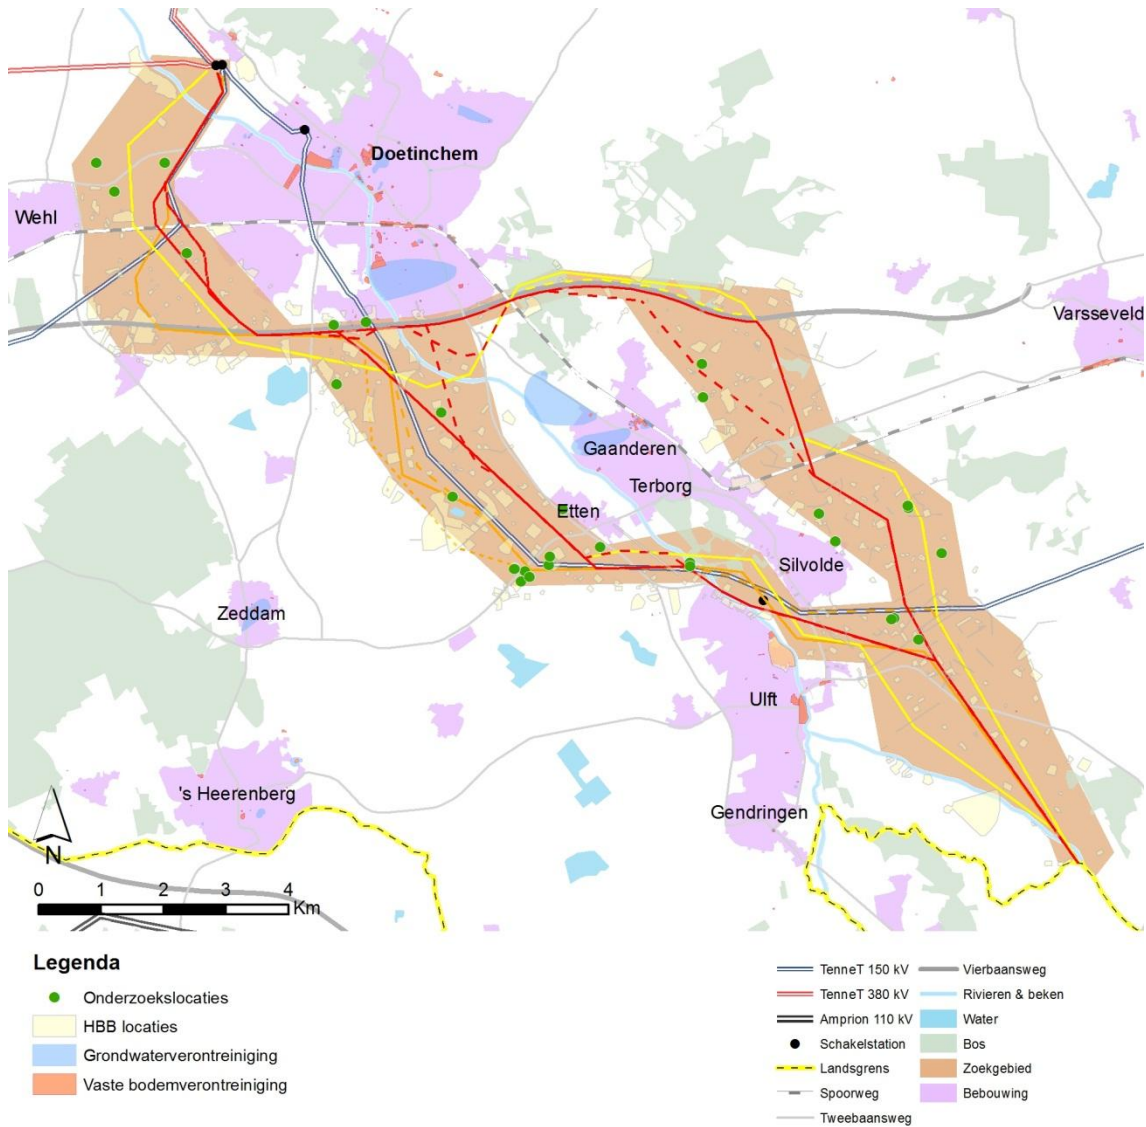 Doetinchem
Wehl
Varsseveld
Gaanderen
Terborg
Etten
Silvolde
Zeddam
Ulft
's Heerenberg
Gendringen
N
0 1 2 3 4
Km
Legenda
Onderzoekslocaties
HBB locaties
Grondwaterverontreiniging
Vaste bodemverontreiniging
TenneT 150 kV
TenneT 380 kV
Amprion 110 kV
Schakelstation
Landsgrens
Spoorweg
Tweebaansweg
Vierbaansweg
Rivieren & beken
Water
Bos
Zoekgebied
Bebouwing